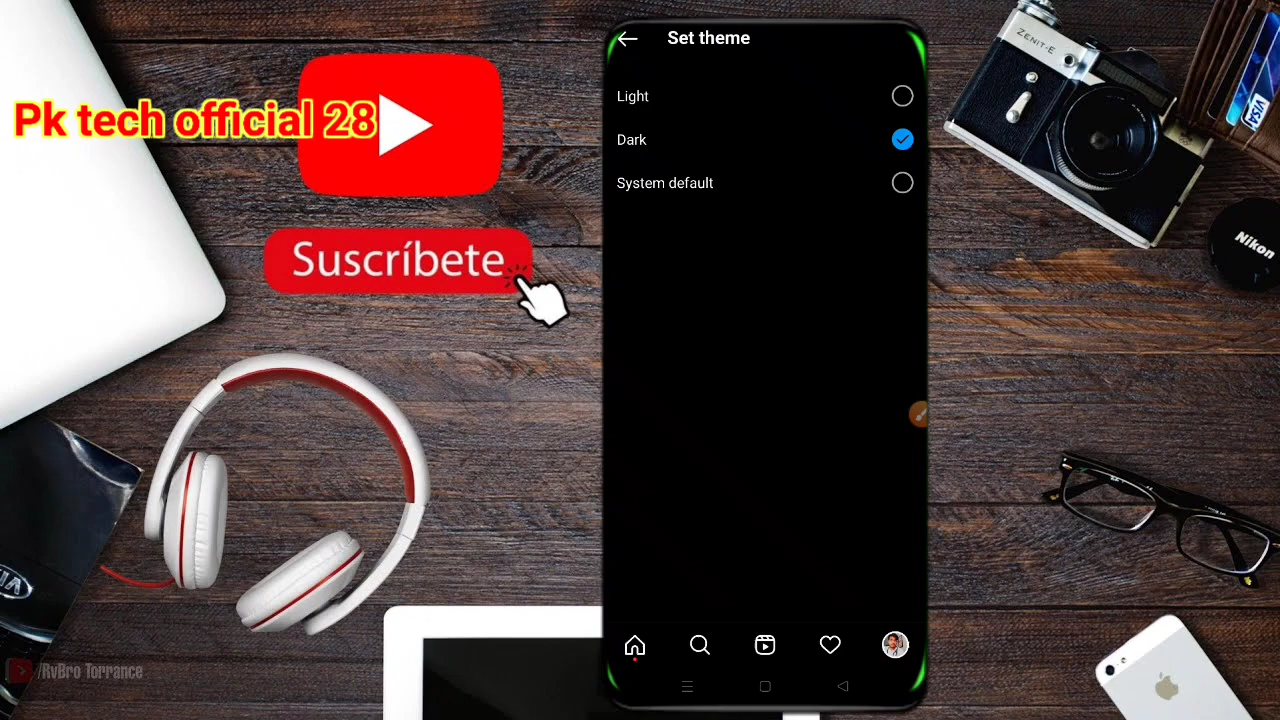 Set theme
Light
Dark
System default
Pk tech official 28
Suscríbete
ZENIT-E
VISA
Nikon
/RvBro Torrance